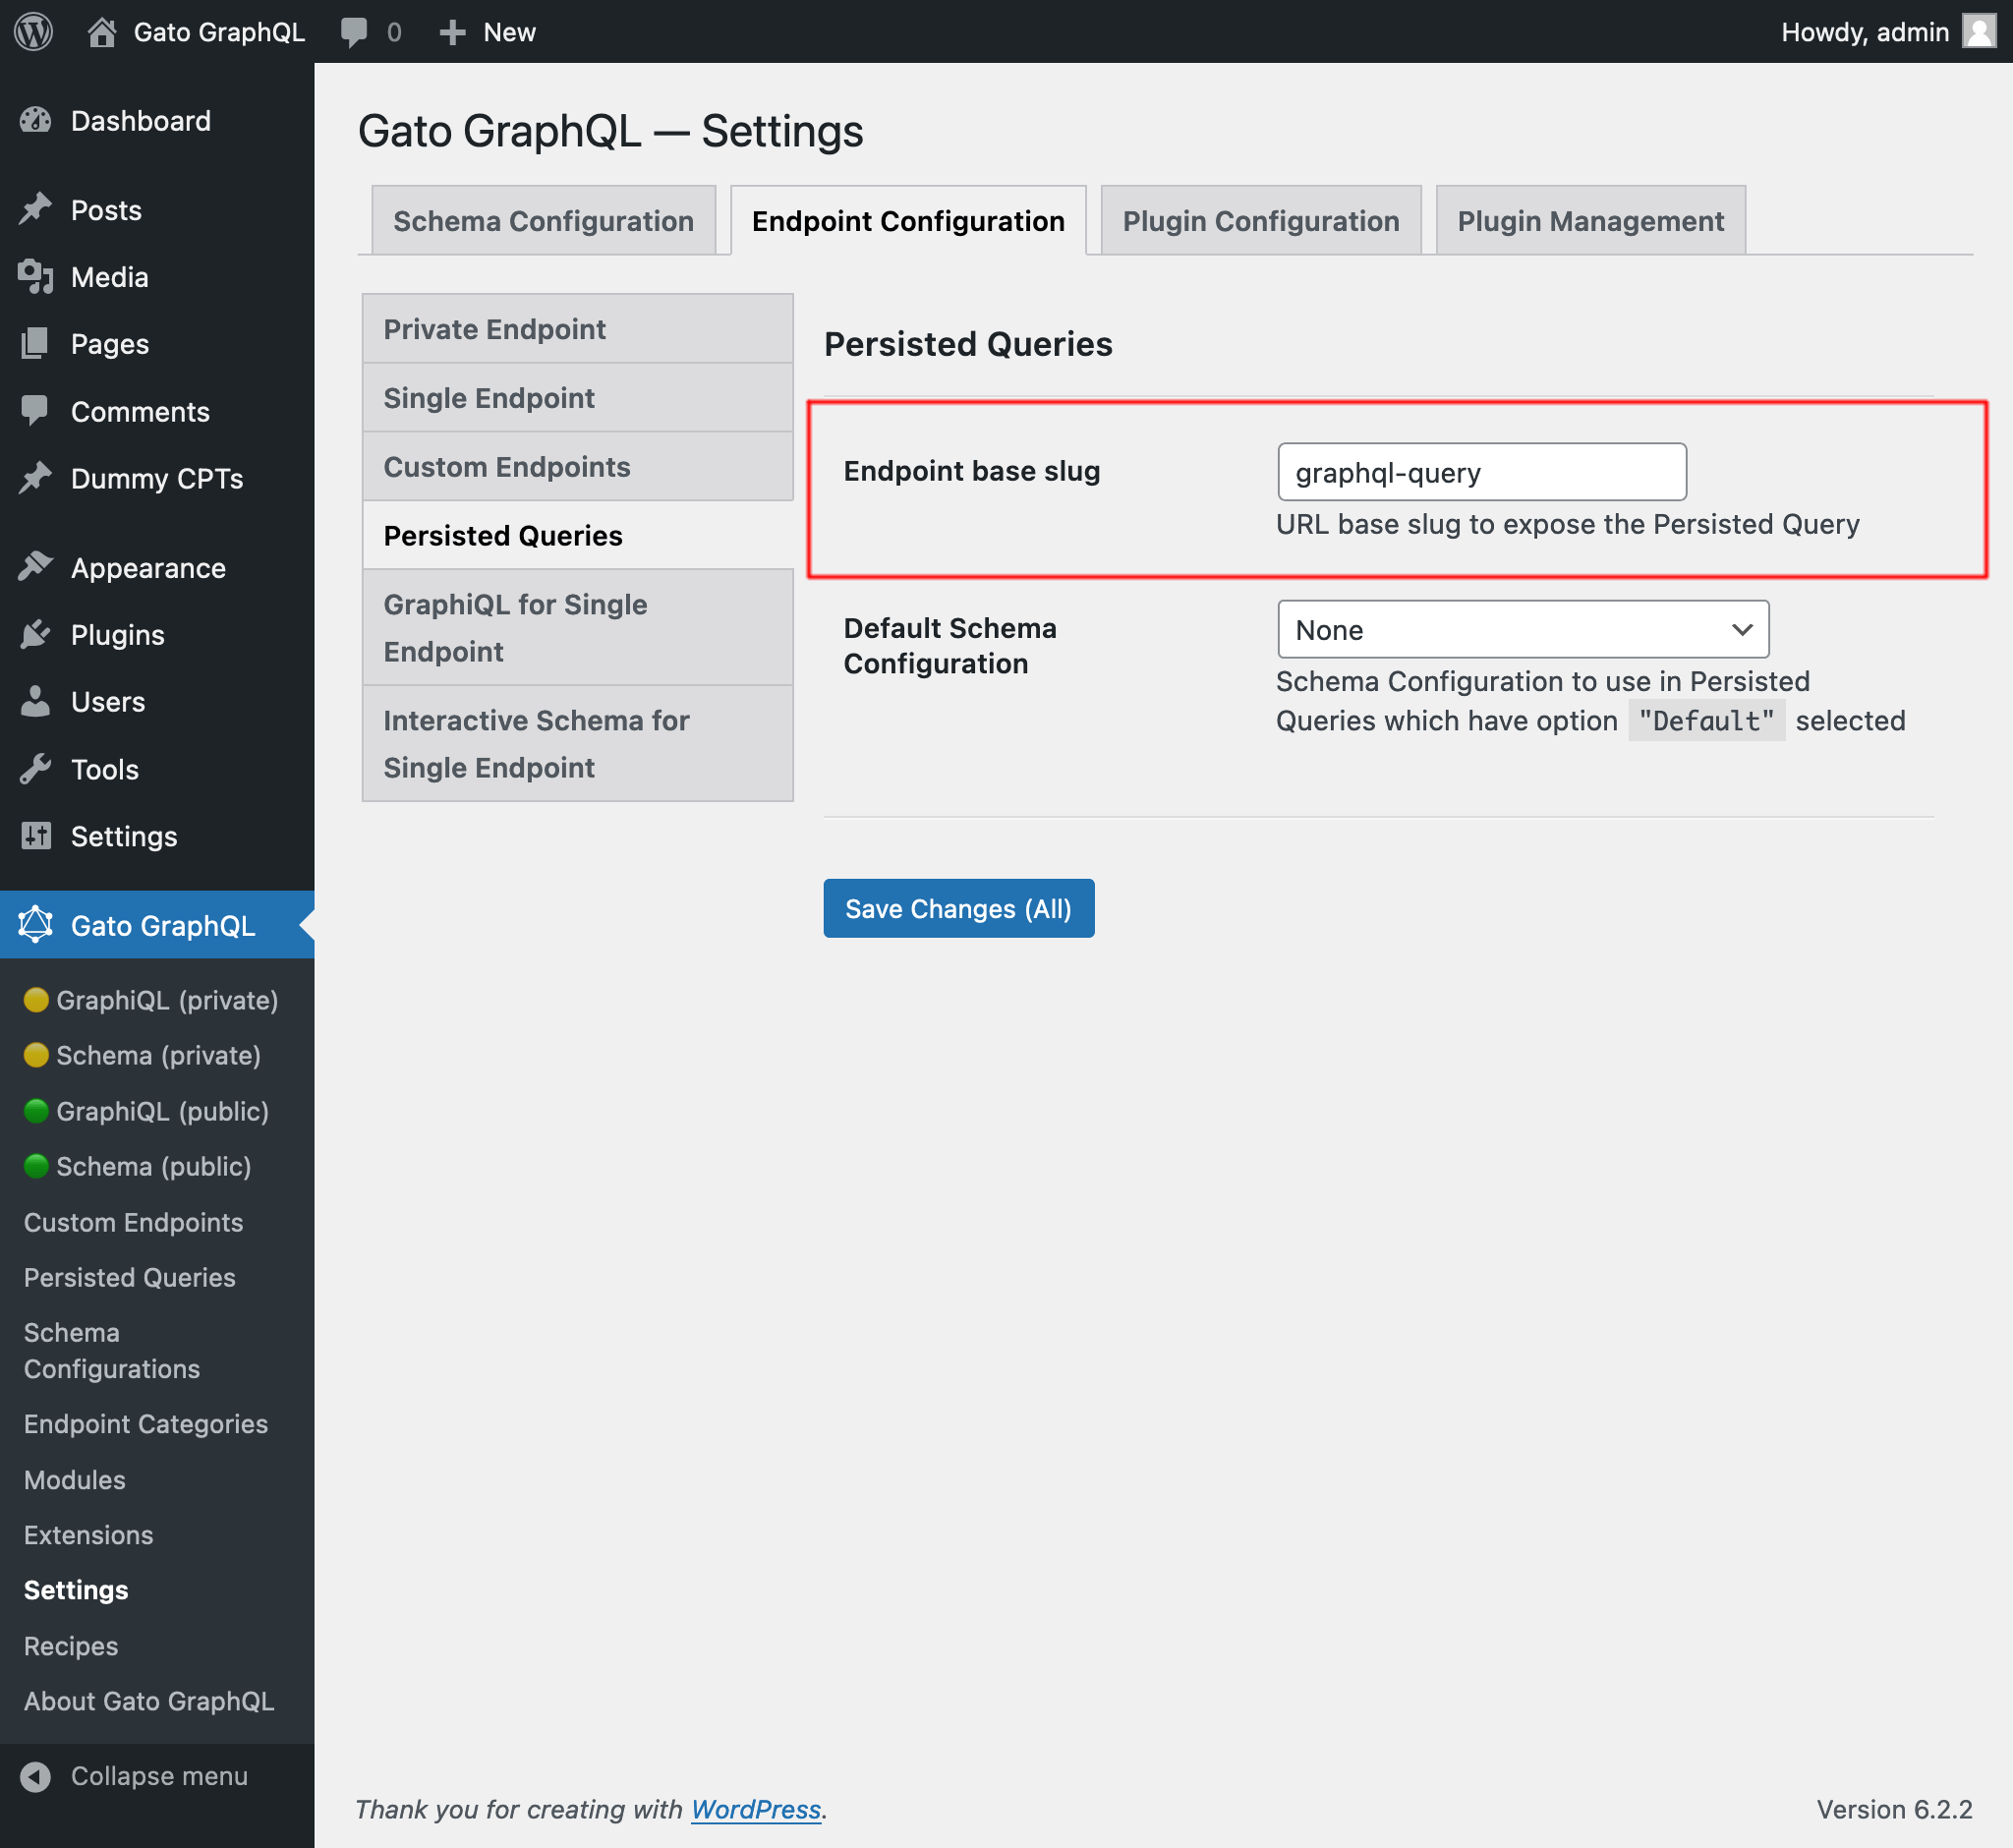 Gato GraphQL
0
New
Howdy, admin
Dashboard
Posts
Media
Pages
Comments
Dummy CPTs
Appearance
Plugins
Users
Tools
Settings
Gato GraphQL
GraphiQL (private)
Schema (private)
GraphiQL (public)
Schema (public)
Custom Endpoints
Persisted Queries
Schema
Configurations
Endpoint Categories
Modules
Extensions
Settings
Recipes
About Gato GraphQL
Collapse menu
Gato GraphQL — Settings
Schema Configuration
Endpoint Configuration
Plugin Configuration
Plugin Management
Private Endpoint
Single Endpoint
Custom Endpoints
Persisted Queries
GraphiQL for Single
Endpoint
Interactive Schema for
Single Endpoint
Persisted Queries
Endpoint base slug
graphql-query
URL base slug to expose the Persisted Query
Default Schema
Configuration
None
Schema Configuration to use in Persisted
Queries which have option "Default" selected
Save Changes (All)
Thank you for creating with WordPress.
Version 6.2.2